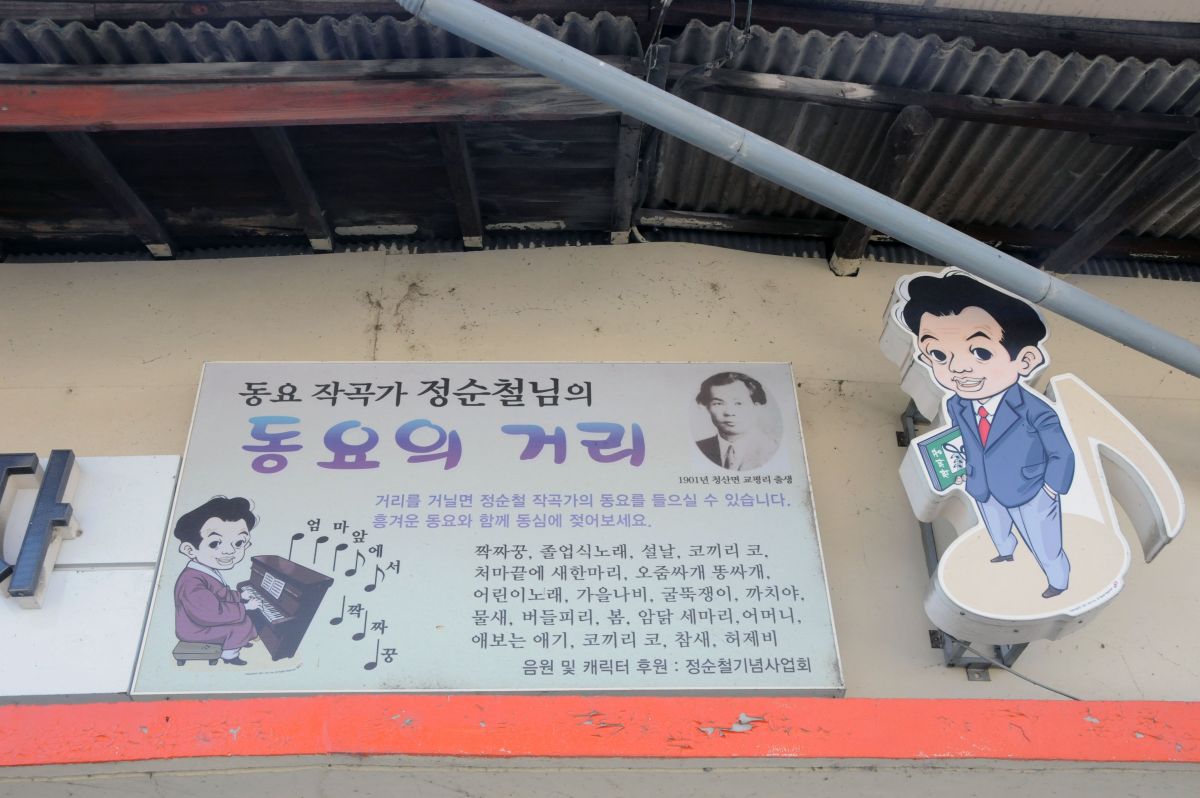 동요 작곡가 정순철님의
동요의 거리
1901년 청산면 교평리 출생
거리를 거닐면 정순철 작곡가의 동요를 들으실 수 있습니다.
흥겨운 동요와 함께 동심에 젖어보세요.
엄 마 앞 에 서
짝 짜 꿍
짝짜꿍, 졸업식노래, 설날, 코끼리 코,
처마끝에 새한마리, 오줌싸개 똥싸개,
어린이노래, 가을나비, 굴뚝쟁이, 까치야,
물새, 버들피리, 봄, 암닭 세마리,어머니,
애보는 애기, 코끼리 코, 참새, 허제비
음원 및 캐릭터 후원 : 정순철기념사업회
짝짜꿍